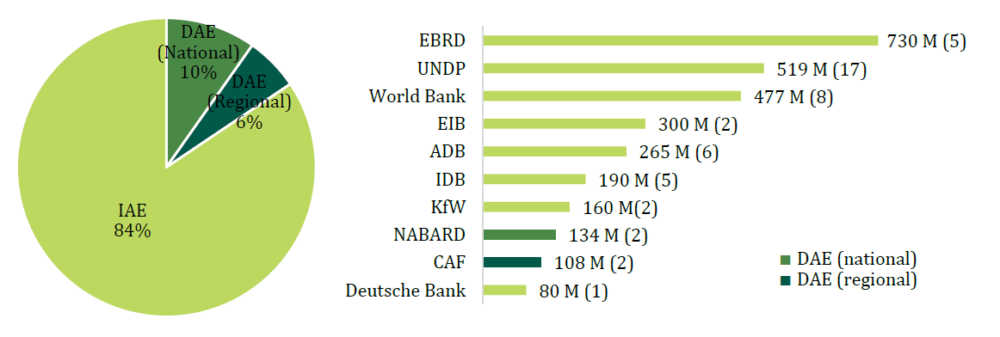 DAE
(National)
10%
DAE
(Regional)
6%
IAE
84%
EBRD 730 M (5)
UNDP 519 M (17)
World Bank 477 M (8)
EIB 300 M (2)
ADB 265 M (6)
IDB 190 M (5)
KfW 160 M(2)
NABARD 134 M (2)
CAF 108 M (2)
Deutsche Bank 80 M (1)
DAE (national)
DAE (regional)